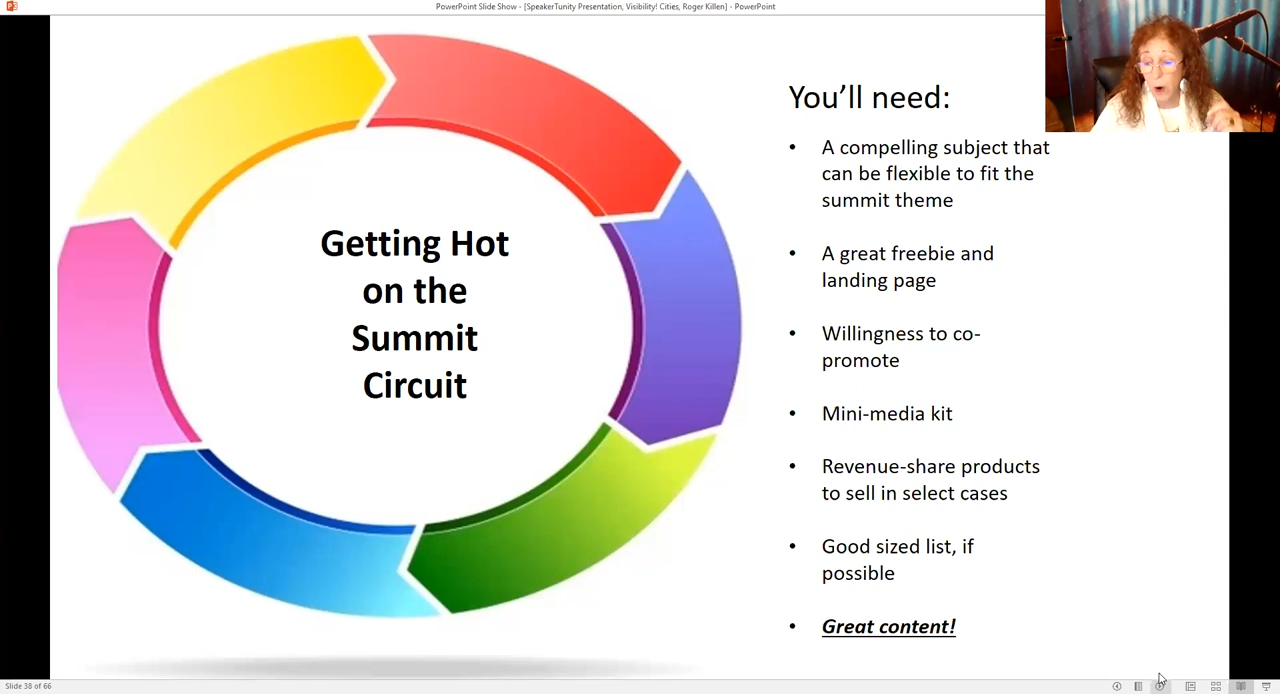 PowerPoint Slide Show - [SpeakerTunity Presentation, Visibility! Cities, Roger Killen] - PowerPoint
Getting Hot
on the
Summit
Circuit
You'll need:
• A compelling subject that
can be flexible to fit the
summit theme
• A great freebie and
landing page
• Willingness to co-
promote
• Mini-media kit
• Revenue-share products
to sell in select cases
• Good sized list, if
possible
• Great content!
Slide 38 of 66